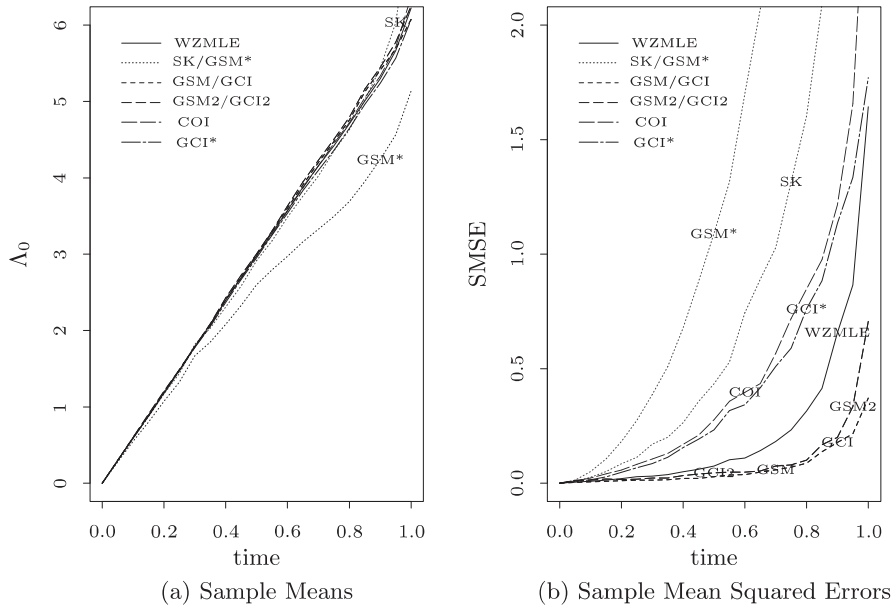 6
5
4
3
2
1
0
Λ0
WZMLE
SK/GSM*
GSM/GCI
GSM2/GCI2
COI
GCI*
SK
GSM*
0.0 0.2 0.4 0.6 0.8 1.0
time
(a) Sample Means
2.0
1.5
1.0
0.5
0.0
SMSE
WZMLE
SK/GSM*
GSM/GCI
GSM2/GCI2
COI
GCI*
SK
GSM*
GCI*
WZMLE
COI
GSM2
GCI
GCI2
GSM
0.0 0.2 0.4 0.6 0.8 1.0
time
(b) Sample Mean Squared Errors